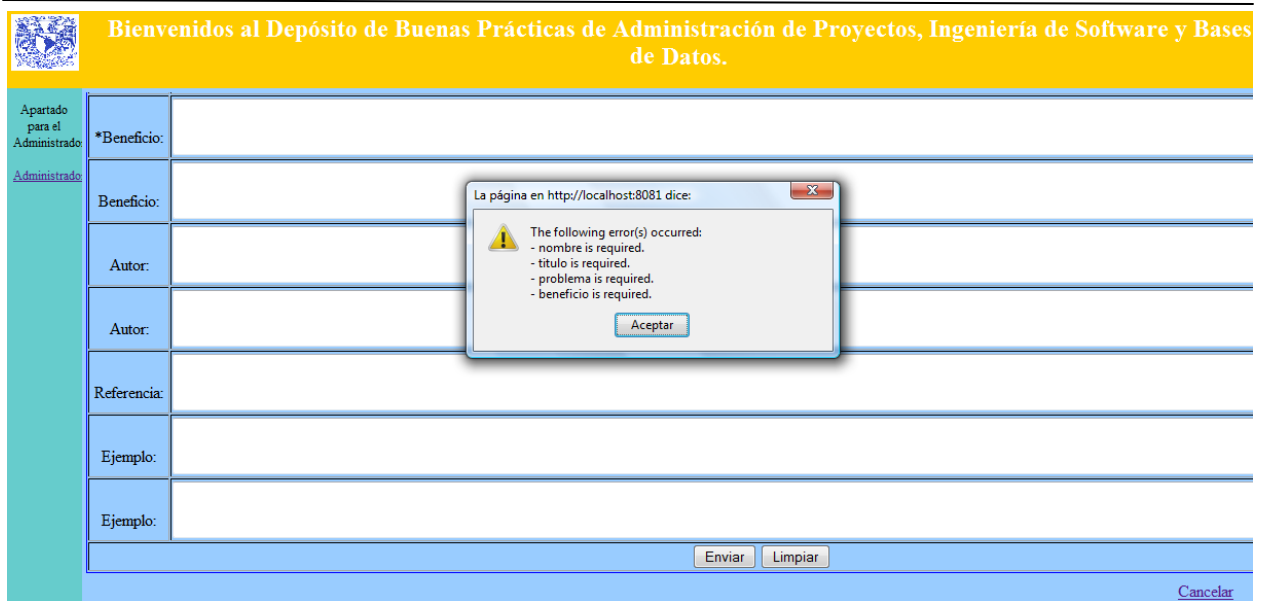 Bienvenidos al Depósito de Buenas Prácticas de Administración de Proyectos, Ingeniería de Software y Bases
de Datos.
Apartado
para el
Administrado
Administrado
*Beneficio:
Beneficio:
Autor:
Autor:
Referencia:
Ejemplo:
Ejemplo:
La página en http://localhost:8081 dice:
The following error(s) occurred:
- nombre is required.
- titulo is required.
- problema is required.
- beneficio is required.
Aceptar
Enviar Limpiar
Cancelar